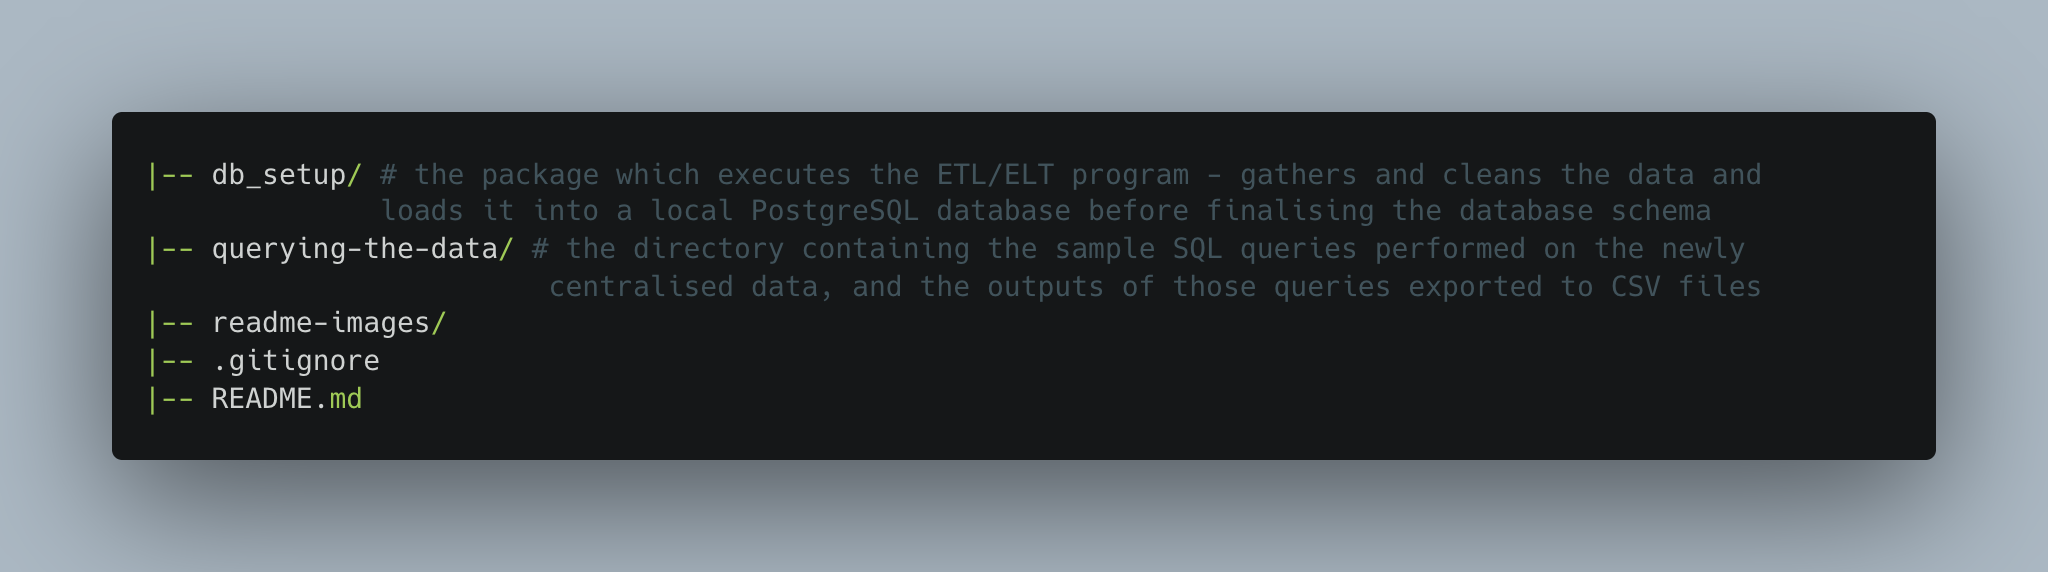 |-- db_setup/ # the package which executes the ETL/ELT program - gathers and cleans the data and
loads it into a local PostgreSQL database before finalising the database schema
|-- querying-the-data/ # the directory containing the sample SQL queries performed on the newly
centralised data, and the outputs of those queries exported to CSV files
|-- readme-images/
|-- .gitignore
|-- README.md